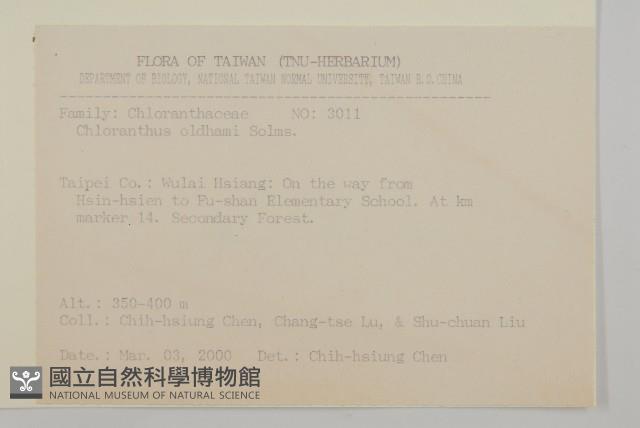 FLORA OF TAIWAN (TNU-HERBARIUM)
DEPARTMENT OF BIOLOGY, NATIONAL TAIWAN NORMAL UNIVERSITY, TAIWAN R.O.CHINA
Family: Chloranthaceae NO: 3011
Chloranthus oldhami Solms.
Taipei Co.: Wulai Hsiang: On the way from
Hsin-hsien to Fu-shan Elementary School. At km
marker 14. Secondary Forest.
Alt.: 350-400 m
Coll.: Chih-hsiung Chen, Chang-tse Lu, & Shu-chuan Liu
Date.: Mar. 03, 2000 Det.: Chih-hsiung Chen
國立自然科學博物館
NATIONAL MUSEUM OF NATURAL SCIENCE